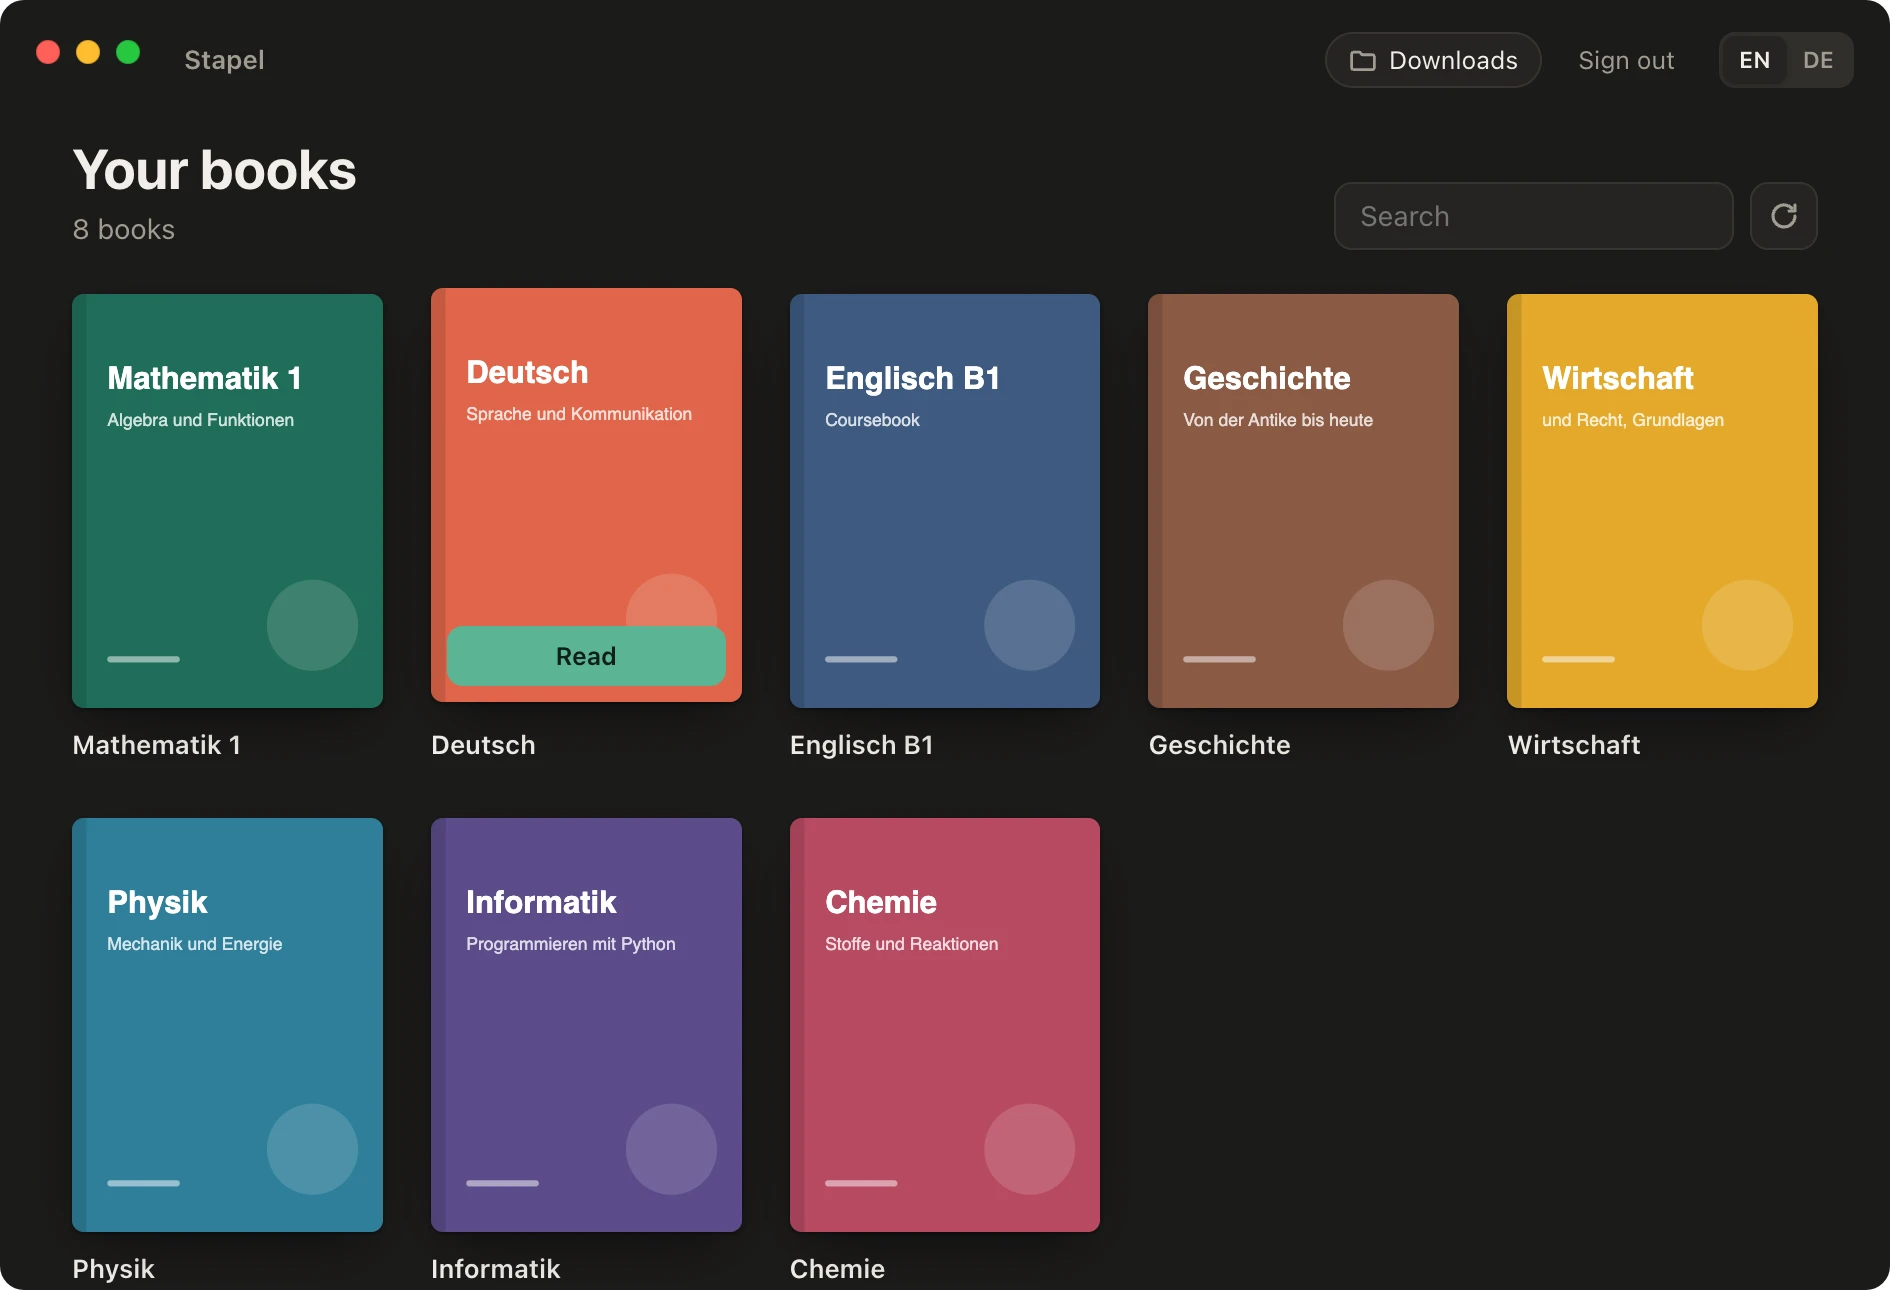 Stapel
Downloads
Sign out
EN
DE
Your books
8 books
Search
Mathematik 1
Algebra und Funktionen
Deutsch
Sprache und Kommunikation
Read
Englisch B1
Coursebook
Geschichte
Von der Antike bis heute
Wirtschaft
und Recht, Grundlagen
Mathematik 1
Deutsch
Englisch B1
Geschichte
Wirtschaft
Physik
Mechanik und Energie
Informatik
Programmieren mit Python
Chemie
Stoffe und Reaktionen
Physik
Informatik
Chemie